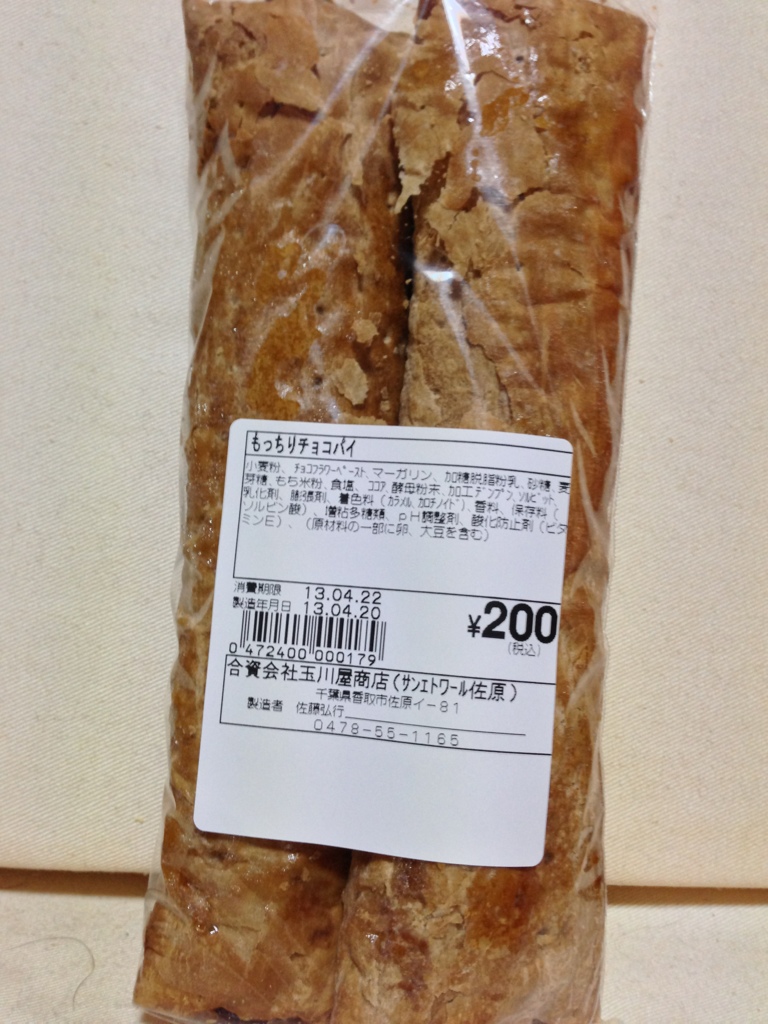 もっちりチョコパイ
小麦粉、チョコフラワーペースト、マーガリン、加糖脱脂粉乳、砂糖、麦
芽糖、もち米粉、食塩、ココア、酵母粉末、加工デンプン、ソルビット、
乳化剤、膨張剤、着色料（カラメル、カロチノイド）、香料、保存料（
ソルビン酸）、増粘多糖類、pH調整剤、酸化防止剤（ビタ
ミンE）、（原材料の一部に卵、大豆を含む）
消費期限 13.04.22
製造年月日 13.04.20
¥200
(税込)
0 472400 000179
合資会社玉川屋商店（サンエトワール佐原）
千葉県香取市佐原イー81
製造者 佐藤弘行
0478-55-1165